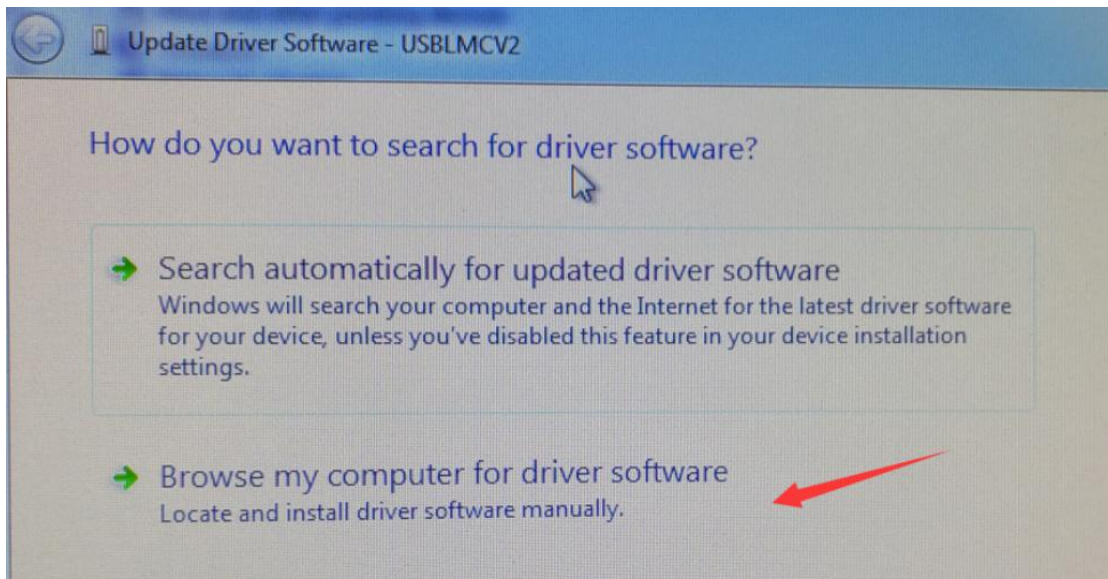 Update Driver Software - USBLMCV2
How do you want to search for driver software?
Search automatically for updated driver software
Windows will search your computer and the Internet for the latest driver software
for your device, unless you've disabled this feature in your device installation
settings.
Browse my computer for driver software
Locate and install driver software manually.